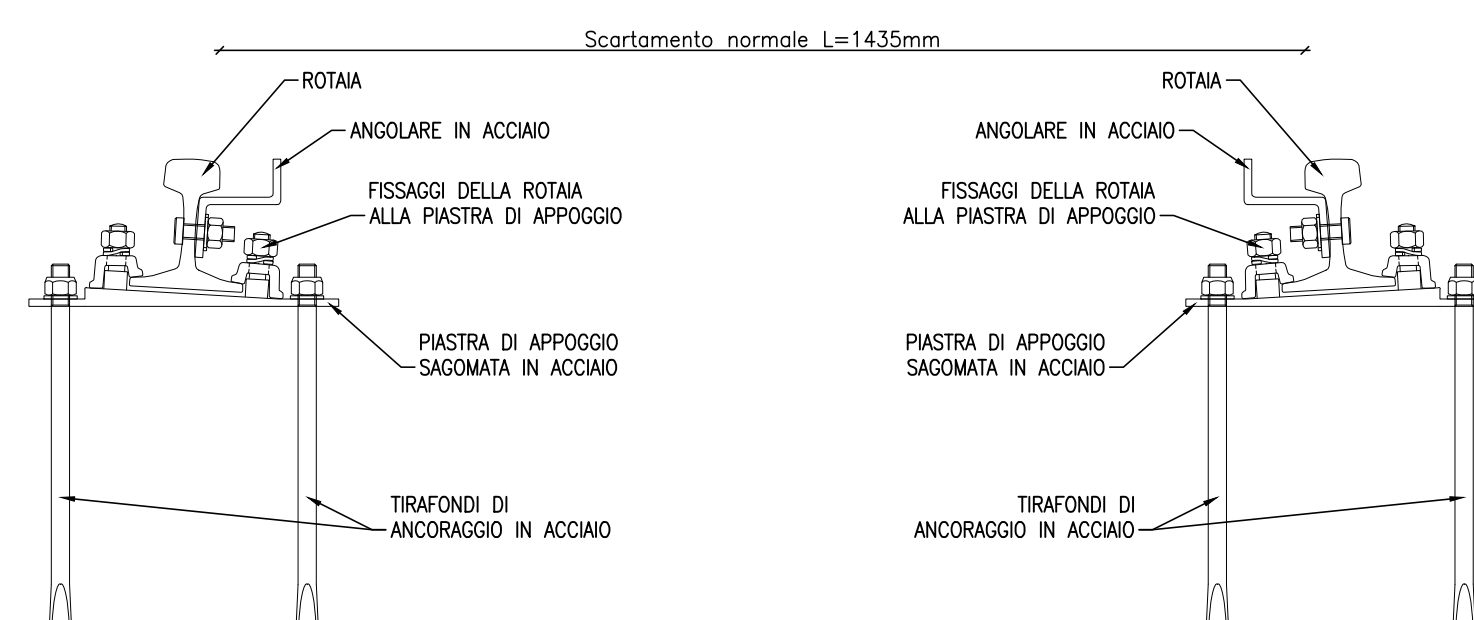 Scartamento normale L=1435mm
ROTAIA
ANGOLARE IN ACCIAIO
FISSAGGI DELLA ROTAIA
ALLA PIASTRA DI APPOGGIO
PIASTRA DI APPOGGIO
SAGOMATA IN ACCIAIO
TIRAFONDI DI
ANCORAGGIO IN ACCIAIO
ROTAIA
ANGOLARE IN ACCIAIO
FISSAGGI DELLA ROTAIA
ALLA PIASTRA DI APPOGGIO
PIASTRA DI APPOGGIO
SAGOMATA IN ACCIAIO
TIRAFONDI DI
ANCORAGGIO IN ACCIAIO